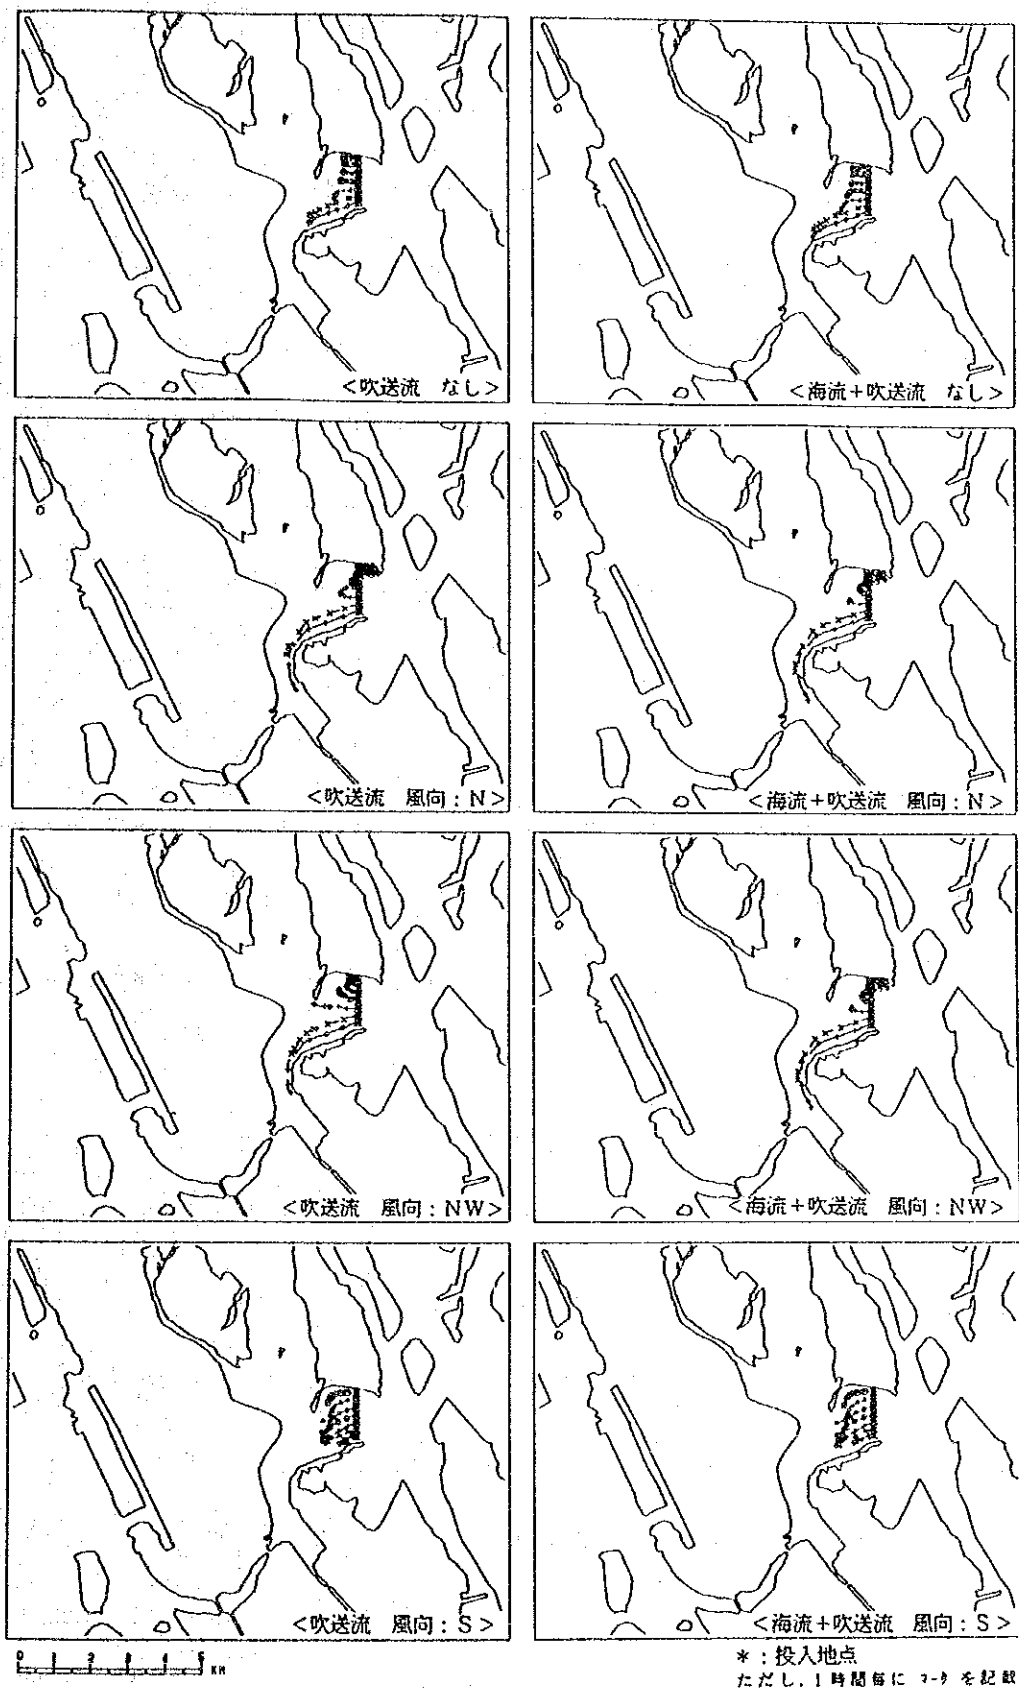 <吹送流 なし>
<海流+吹送流 なし>
<吹送流 風向:N>
<海流+吹送流 風向:N>
<吹送流 風向:NW>
<海流+吹送流 風向:NW>
<吹送流 風向:S>
<海流+吹送流 風向:S>
0 1 2 3 4 5 KM
*:投入地点
ただし,1時間毎に マーク を記載